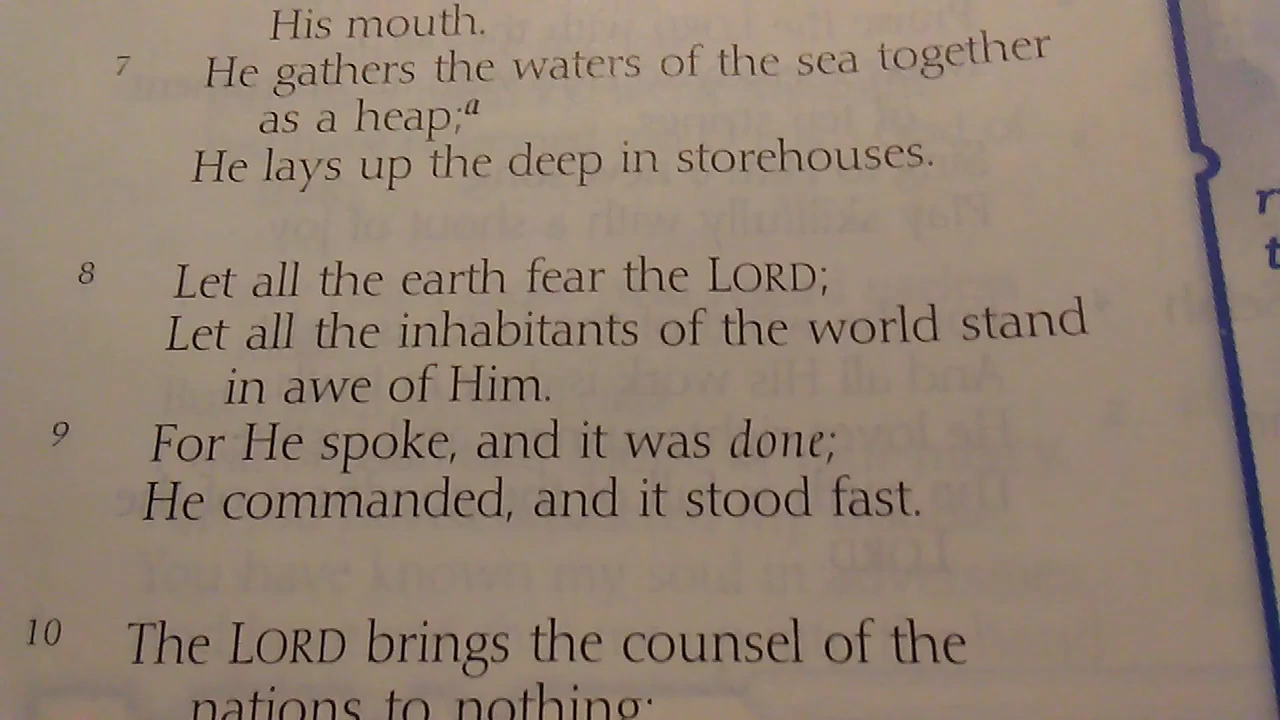 His mouth.
7 He gathers the waters of the sea together
as a heap;a
He lays up the deep in storehouses.
8 Let all the earth fear the LORD;
Let all the inhabitants of the world stand
in awe of Him.
9 For He spoke, and it was done;
He commanded, and it stood fast.
10 The LORD brings the counsel of the
nations to nothing;